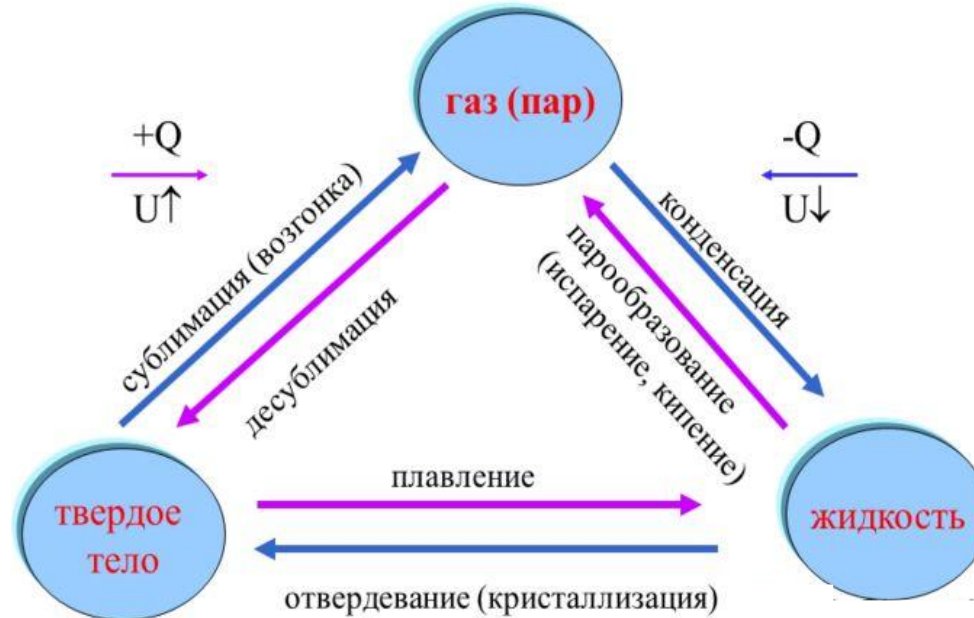 газ (пар)
+Q
U↑
-Q
U↓
сублимация (возгонка)
десублимация
конденсация
парообразование
(испарение, кипение)
плавление
твердое
тело
жидкость
отвердевание (кристаллизация)